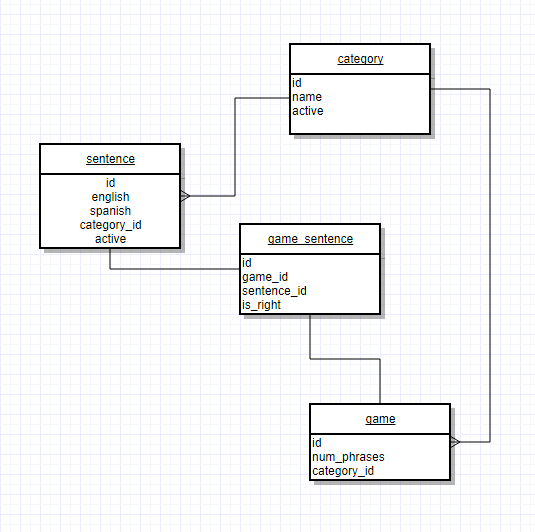 category
id
name
active
sentence
id
english
spanish
category_id
active
game_sentence
id
game_id
sentence_id
is_right
game
id
num_phrases
category_id